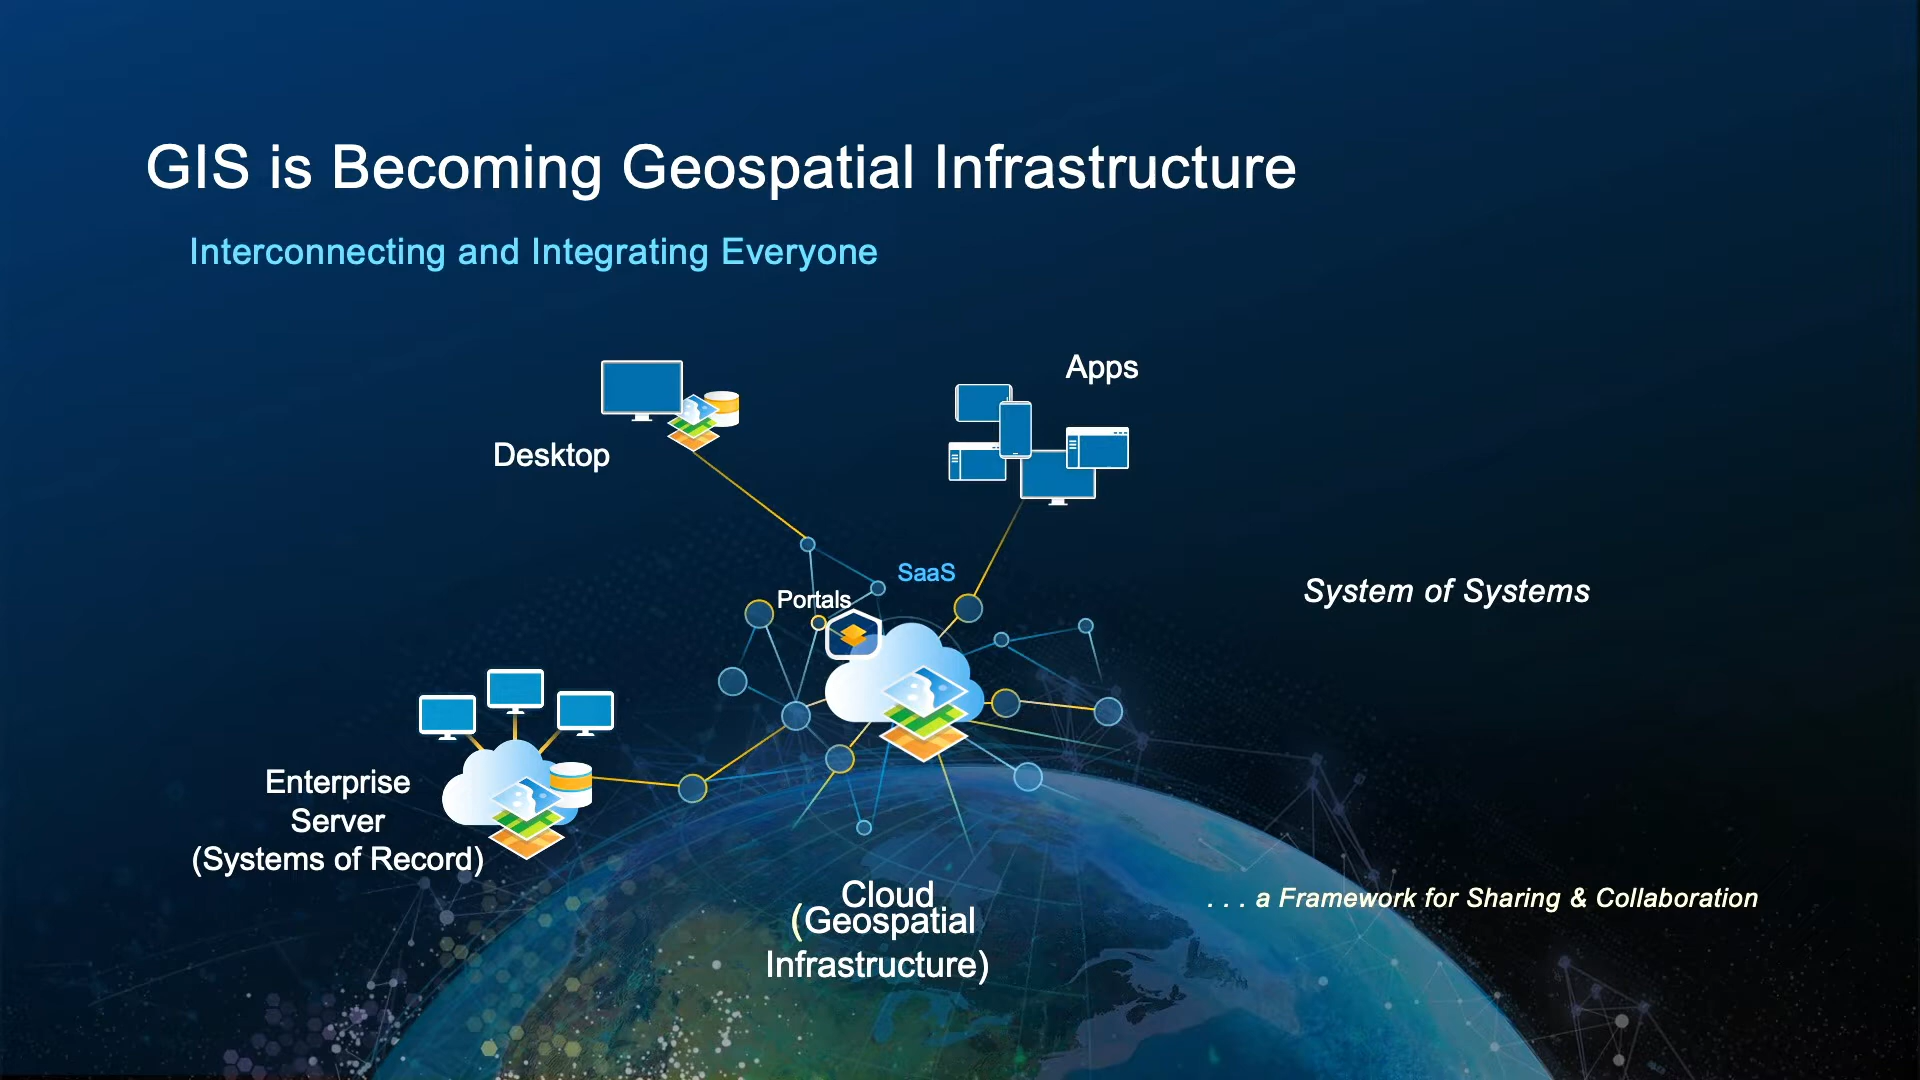 GIS is Becoming Geospatial Infrastructure
Interconnecting and Integrating Everyone
Apps
Desktop
SaaS
Portals
System of Systems
Enterprise
Server
(Systems of Record)
Cloud
(Geospatial
Infrastructure)
. . . a Framework for Sharing & Collaboration